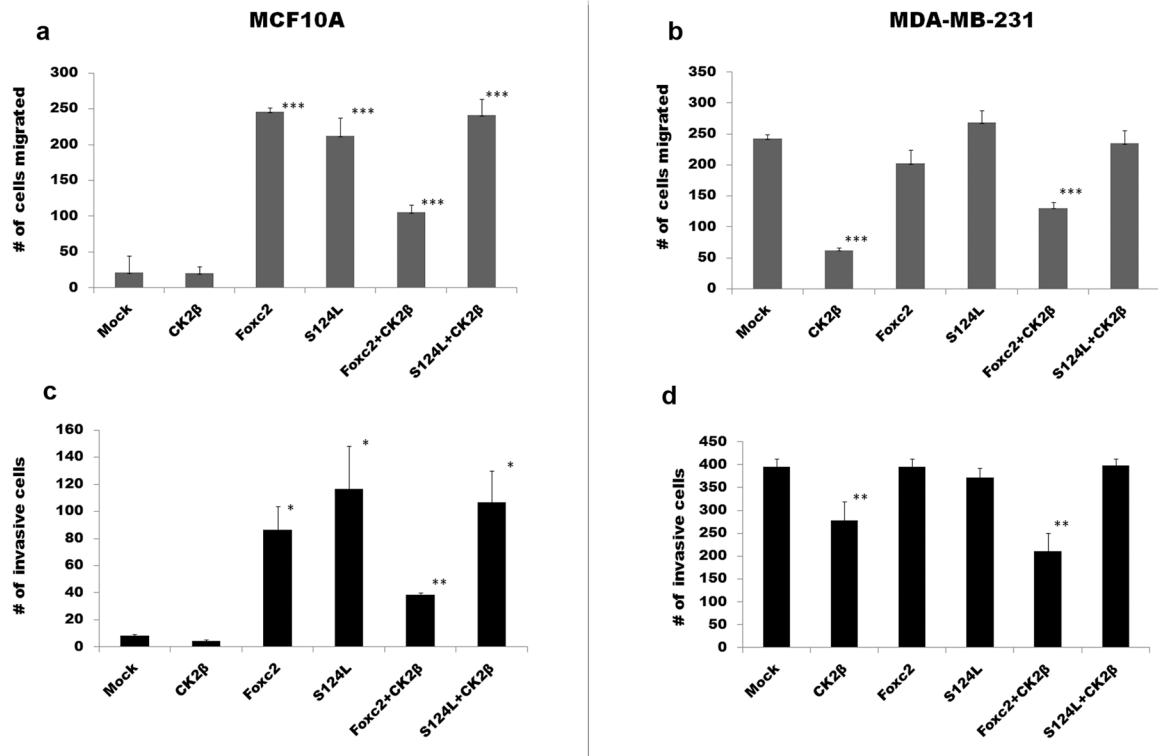 MCF10A
MDA-MB-231
a
# of cells migrated
300
250
200
150
100
50
0
***
***
***
***
Mock
CK2β
Foxc2
S124L
Foxc2+CK2β
S124L+CK2β
b
# of cells migrated
350
300
250
200
150
100
50
0
***
***
Mock
CK2β
Foxc2
S124L
Foxc2+CK2β
S124L+CK2β
c
# of invasive cells
160
140
120
100
80
60
40
20
0
*
*
**
*
Mock
CK2β
Foxc2
S124L
Foxc2+CK2β
S124L+CK2β
d
# of invasive cells
450
400
350
300
250
200
150
100
50
0
**
**
Mock
CK2β
Foxc2
S124L
Foxc2+CK2β
S124L+CK2β